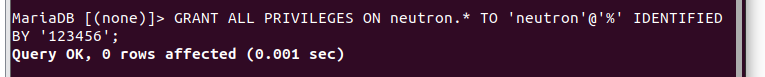 MariaDB [(none)]> GRANT ALL PRIVILEGES ON neutron.* TO 'neutron'@'%' IDENTIFIED
BY '123456';
Query OK, 0 rows affected (0.001 sec)